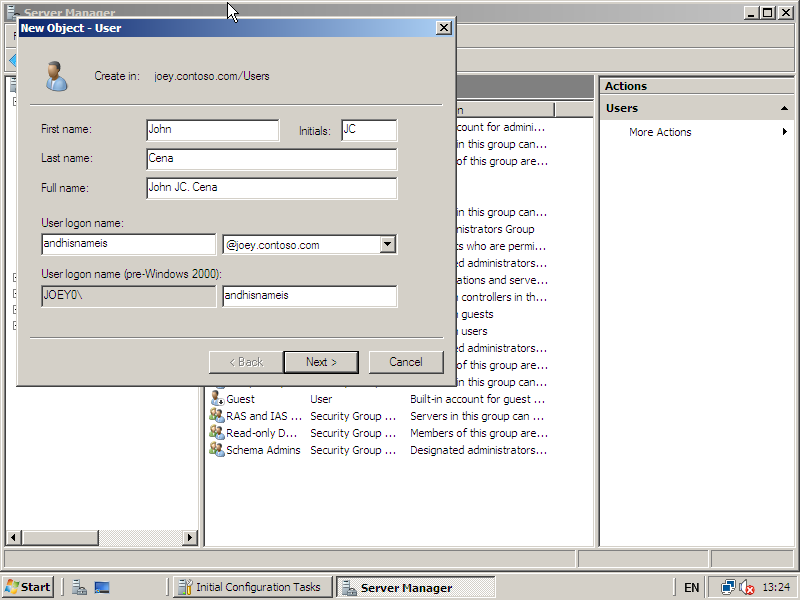 Server Manager
New Object - User
Create in: joey.contoso.com/Users
First name: John Initials: JC
Last name: Cena
Full name: John JC. Cena
User logon name:
andhisnameis @joey.contoso.com
User logon name (pre-Windows 2000):
JOEY0\ andhisnameis
< Back Next > Cancel
count for admini...
in this group can...
of this group are...
in this group can...
nistrators Group
ts who are permi...
ed administrators...
ations and serve...
n controllers in th...
n guests
n users
ed administrators...
of this group are...
in this group can...
Guest User Built-in account for guest ...
RAS and IAS ... Security Group ... Servers in this group can ...
Read-only D... Security Group ... Members of this group are...
Schema Admins Security Group ... Designated administrators...
Actions
Users
More Actions
Start Initial Configuration Tasks Server Manager EN 13:24